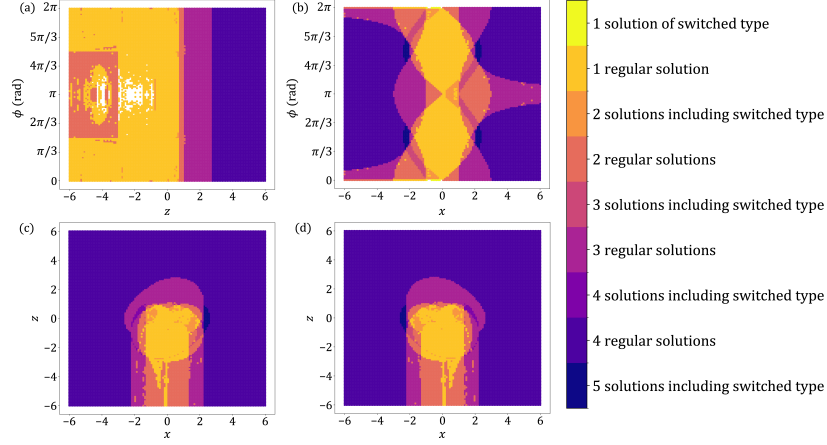 (a)
2π
5π/3
4π/3
π
2π/3
π/3
0
ϕ (rad)
−6 −4 −2 0 2 4 6
z
(b)
2π
5π/3
4π/3
π
2π/3
π/3
0
ϕ (rad)
−6 −4 −2 0 2 4 6
x
(c)
6
4
2
0
−2
−4
−6
z
−6 −4 −2 0 2 4 6
x
(d)
6
4
2
0
−2
−4
−6
z
−6 −4 −2 0 2 4 6
x
1 solution of switched type
1 regular solution
2 solutions including switched type
2 regular solutions
3 solutions including switched type
3 regular solutions
4 solutions including switched type
4 regular solutions
5 solutions including switched type